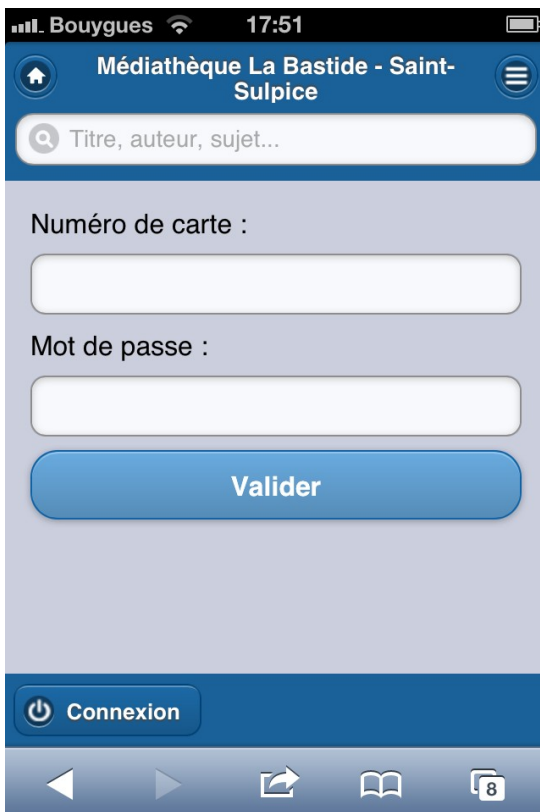 Bouygues 17:51
Médiathèque La Bastide - Saint-
Sulpice
Titre, auteur, sujet...
Numéro de carte :
Mot de passe :
Valider
Connexion
8